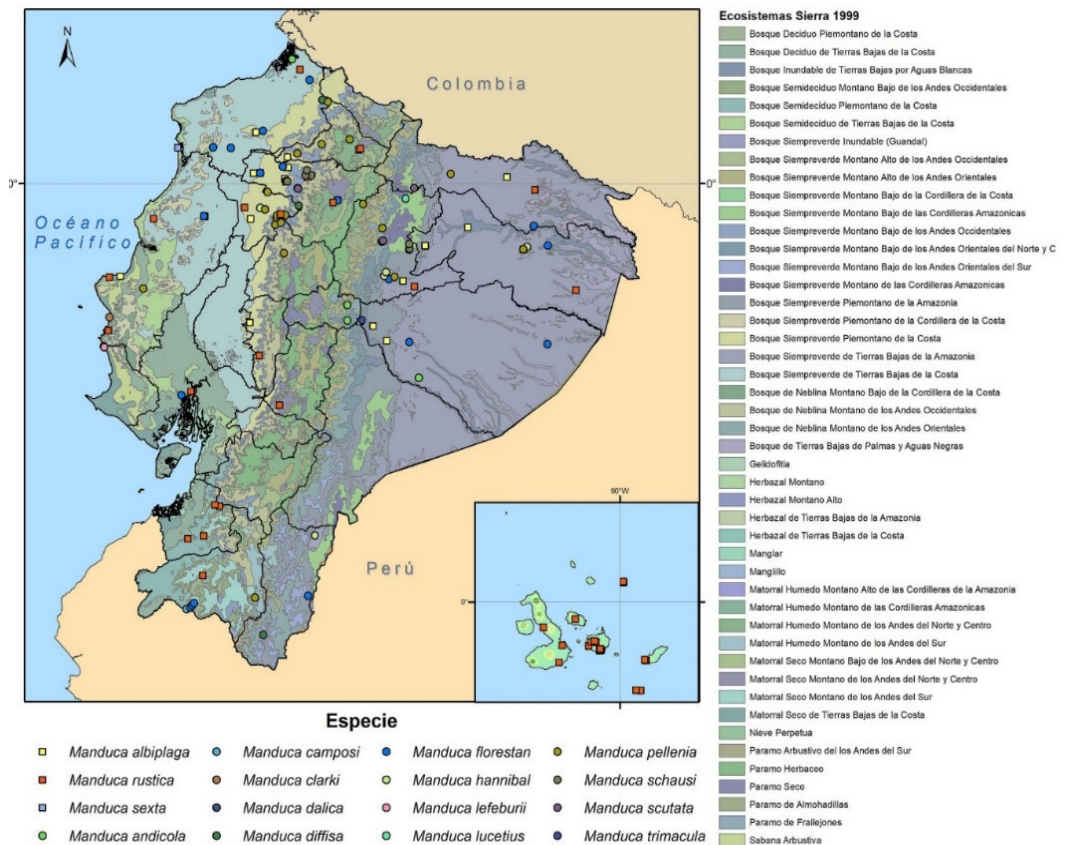 N
Colombia
0°
0°
Océano
Pacífico
Perú
90°W
0°
0°
Especie
Manduca albiplaga
Manduca camposi
Manduca florestan
Manduca pellenia
Manduca rustica
Manduca clarki
Manduca hannibal
Manduca schausi
Manduca sexta
Manduca dalica
Manduca lefeburii
Manduca scutata
Manduca andicola
Manduca diffisa
Manduca lucetius
Manduca trimacula
Ecosistemas Sierra 1999
Bosque Deciduo Piemontano de la Costa
Bosque Deciduo de Tierras Bajas de la Costa
Bosque Inundable de Tierras Bajas por Aguas Blancas
Bosque Semideciduo Montano Bajo de los Andes Occidentales
Bosque Semideciduo Piemontano de la Costa
Bosque Semideciduo de Tierras Bajas de la Costa
Bosque Siempreverde Inundable (Guandal)
Bosque Siempreverde Montano Alto de los Andes Occidentales
Bosque Siempreverde Montano Alto de los Andes Orientales
Bosque Siempreverde Montano Bajo de la Cordillera de la Costa
Bosque Siempreverde Montano Bajo de las Cordilleras Amazonicas
Bosque Siempreverde Montano Bajo de los Andes Occidentales
Bosque Siempreverde Montano Bajo de los Andes Orientales del Norte y C
Bosque Siempreverde Montano Bajo de los Andes Orientales del Sur
Bosque Siempreverde Montano de las Cordilleras Amazonicas
Bosque Siempreverde Piemontano de la Amazonia
Bosque Siempreverde Piemontano de la Cordillera de la Costa
Bosque Siempreverde Piemontano de la Costa
Bosque Siempreverde de Tierras Bajas de la Amazonia
Bosque Siempreverde de Tierras Bajas de la Costa
Bosque de Neblina Montano Bajo de la Cordillera de la Costa
Bosque de Neblina Montano de los Andes Occidentales
Bosque de Neblina Montano de los Andes Orientales
Bosque de Tierras Bajas de Palmas y Aguas Negras
Gelidofitia
Herbazal Montano
Herbazal Montano Alto
Herbazal de Tierras Bajas de la Amazonia
Herbazal de Tierras Bajas de la Costa
Manglar
Manglillo
Matorral Humedo Montano Alto de la Cordilleras de la Amazonia
Matorral Humedo Montano de las Cordilleras Amazonicas
Matorral Humedo Montano de los Andes del Norte y Centro
Matorral Humedo Montano de los Andes del Sur
Matorral Seco Montano Bajo de los Andes del Norte y Centro
Matorral Seco Montano de los Andes del Norte y Centro
Matorral Seco Montano de los Andes del Sur
Matorral Seco de Tierras Bajas de la Costa
Nieve Perpetua
Paramo Arbustivo del los Andes del Sur
Paramo Herbaceo
Paramo Seco
Paramo de Almohadillas
Paramo de Frailejones
Sabana Arbustiva